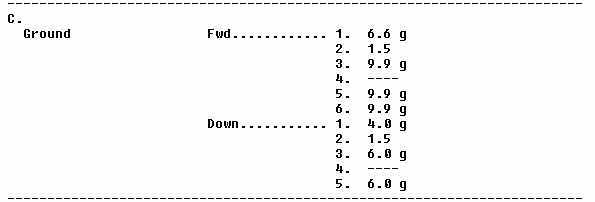 -----------------------------------------------------------------------
C.
  Ground                 Fwd............ 1.  6.6 g
                                         2.  1.5
                                         3.  9.9 g
                                         4.  ----
                                         5.  9.9 g
                                         6.  9.9 g
                         Down........... 1.  4.0 g
                                         2.  1.5
                                         3.  6.0 g
                                         4.  ----
                                         5.  6.0 g
-----------------------------------------------------------------------